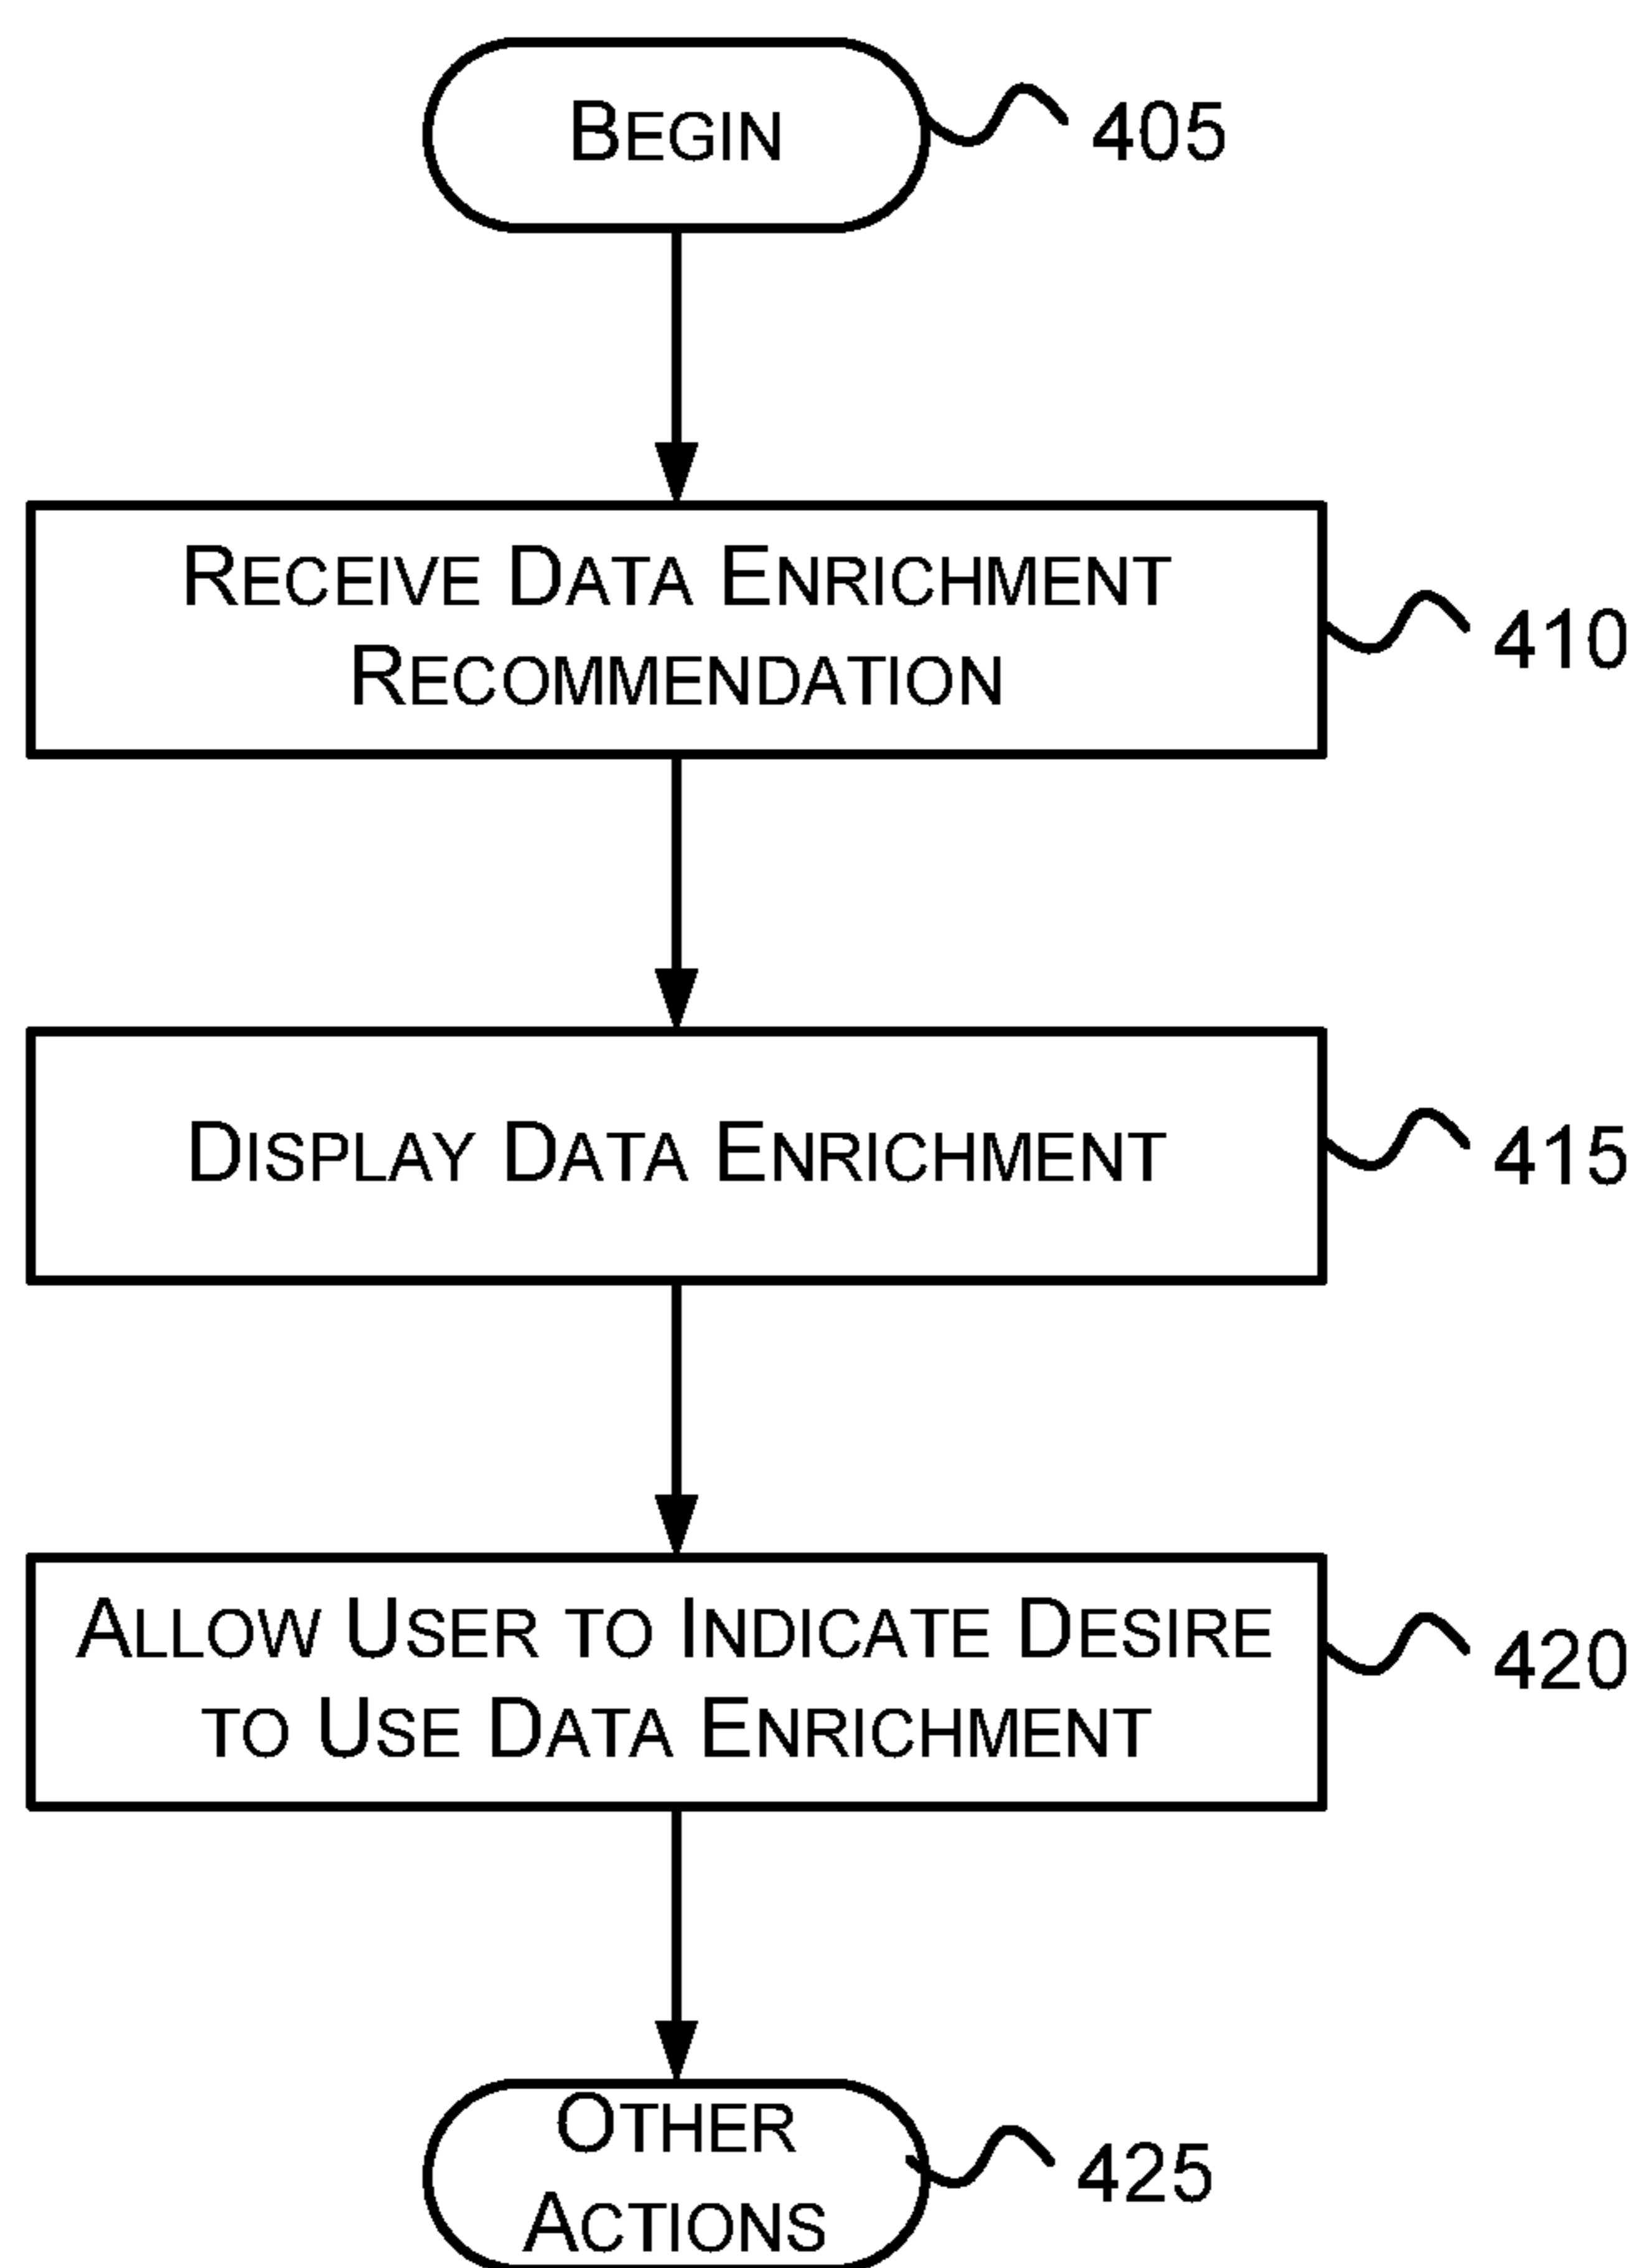 BEGIN
405
RECEIVE DATA ENRICHMENT
RECOMMENDATION
410
DISPLAY DATA ENRICHMENT
415
ALLOW USER TO INDICATE DESIRE
TO USE DATA ENRICHMENT
420
OTHER
ACTIONS
425